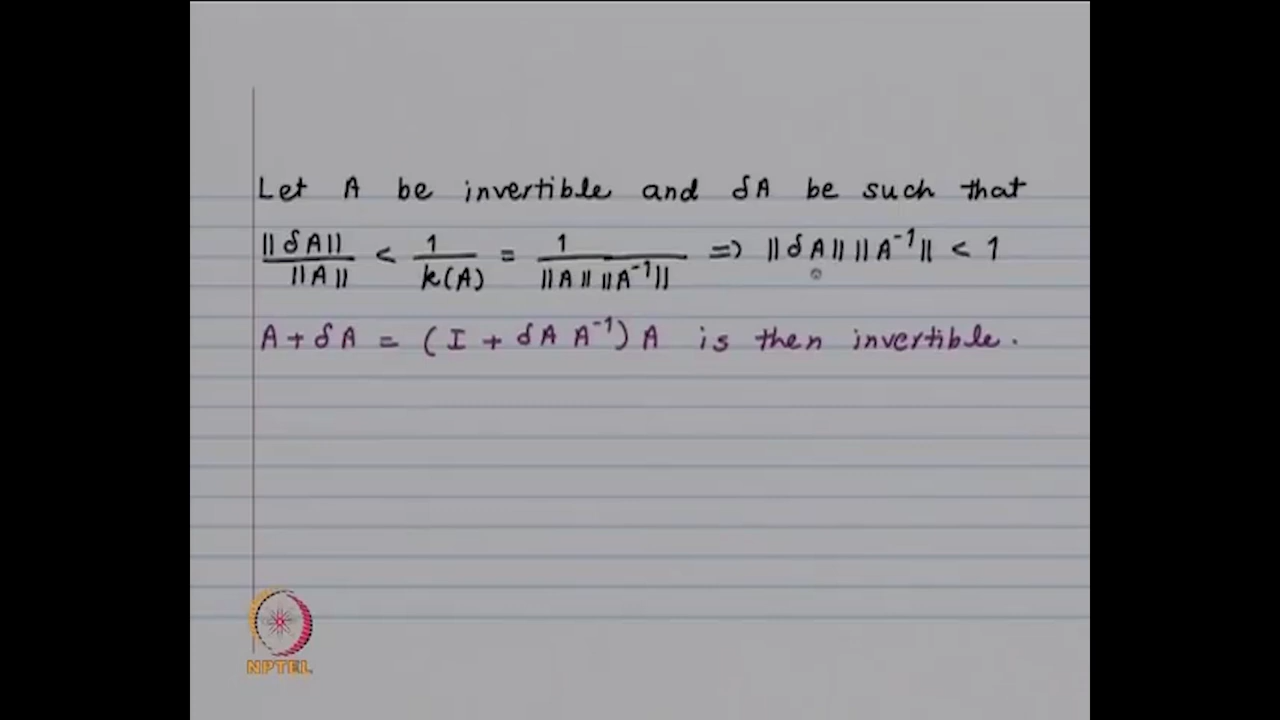 Let A be invertible and δA be such that
||δA|| / ||A|| < 1 / k(A) = 1 / ||A|| ||A⁻¹|| => ||δA|| ||A⁻¹|| < 1
A + δA = (I + δA A⁻¹) A is then invertible.
NPTEL